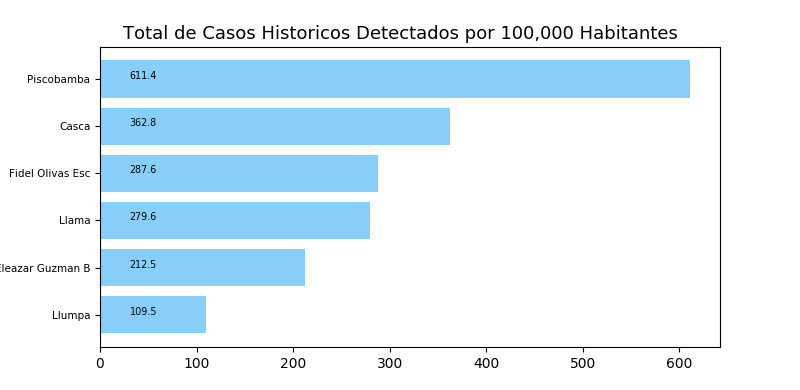 Total de Casos Historicos Detectados por 100,000 Habitantes
Piscobamba 611.4
Casca 362.8
Fidel Olivas Esc 287.6
Llama 279.6
Eleazar Guzman B 212.5
Llumpa 109.5
0 100 200 300 400 500 600